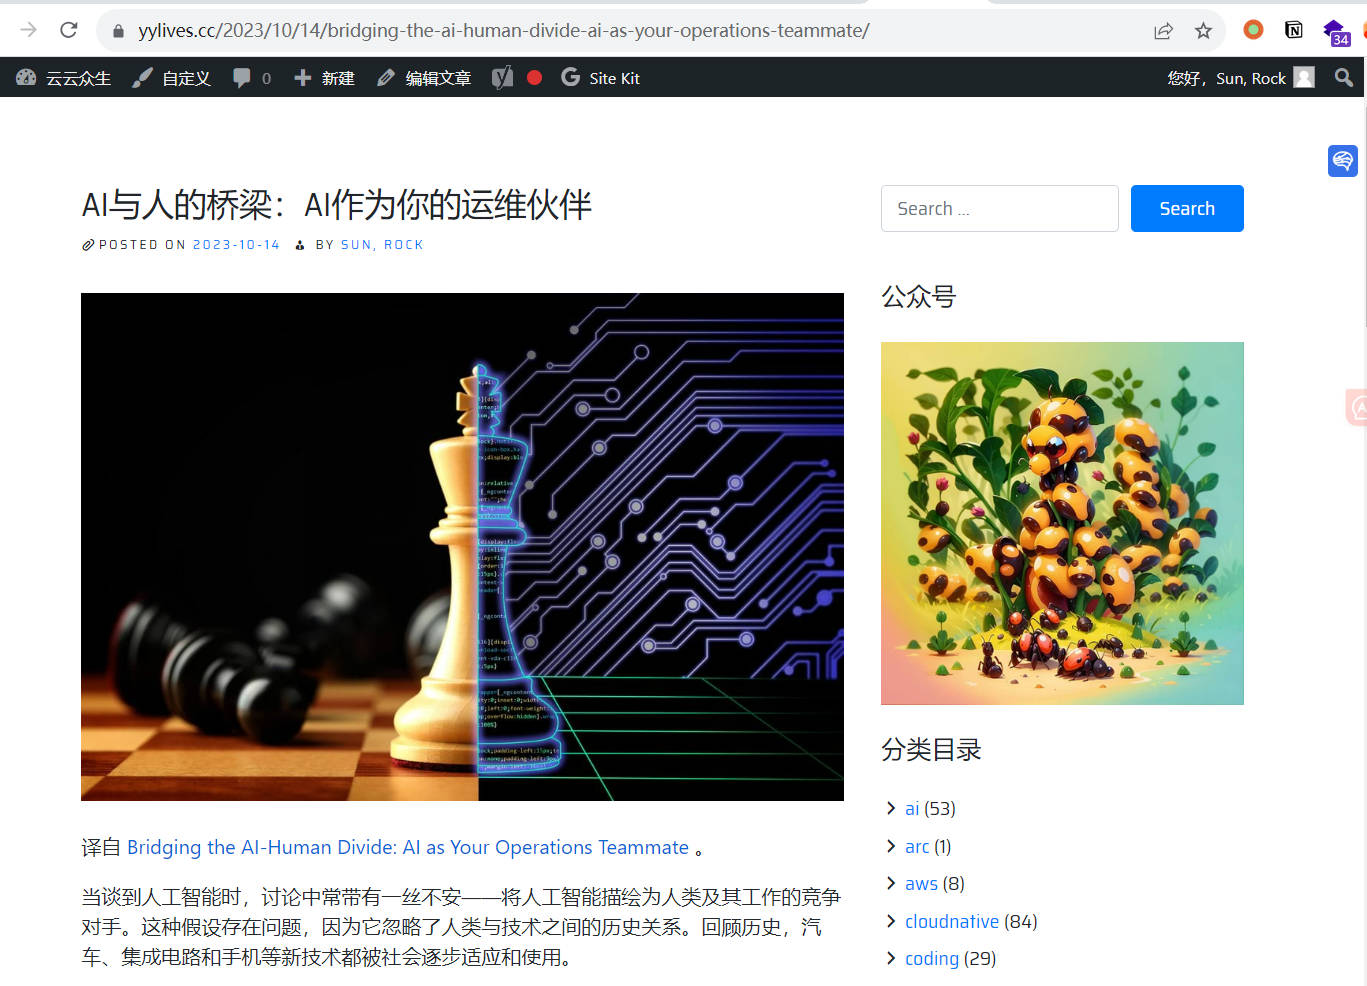 yylives.cc/2023/10/14/bridging-the-ai-human-divide-ai-as-your-operations-teammate/
34
云云众生 自定义 0 新建 编辑文章 Site Kit 您好，Sun, Rock
AI与人的桥梁：AI作为你的运维伙伴
POSTED ON 2023-10-14 BY SUN, ROCK
译自 Bridging the AI-Human Divide: AI as Your Operations Teammate 。
当谈到人工智能时，讨论中常带有一丝不安——将人工智能描绘为人类及其工作的竞争
对手。这种假设存在问题，因为它忽略了人类与技术之间的历史关系。回顾历史，汽
车、集成电路和手机等新技术都被社会逐步适应和使用。
Search ...
Search
公众号
分类目录
ai (53)
arc (1)
aws (8)
cloudnative (84)
coding (29)